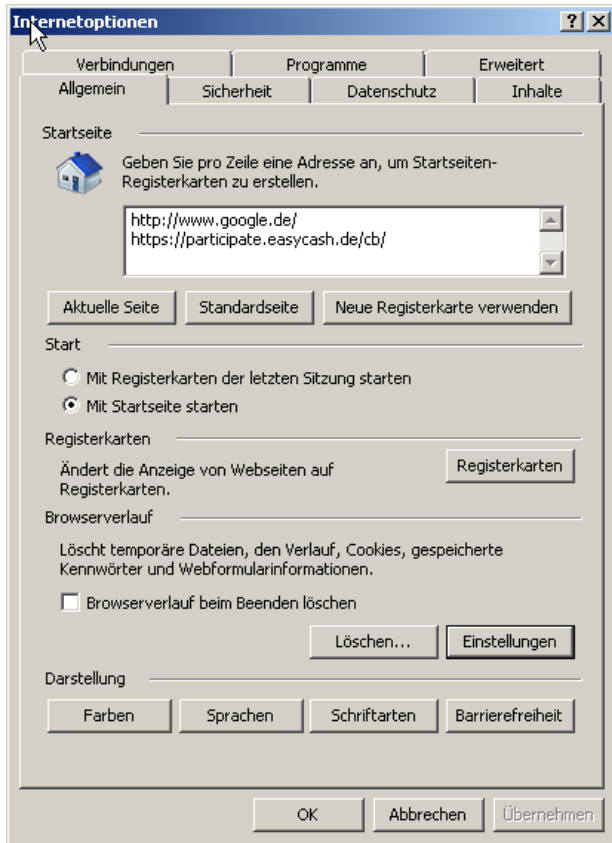 Internetoptionen
Verbindungen Programme Erweitert
Allgemein Sicherheit Datenschutz Inhalte
Startseite
Geben Sie pro Zeile eine Adresse an, um Startseiten-
Registerkarten zu erstellen.
http://www.google.de/
https://participate.easycash.de/cb/
Aktuelle Seite Standardseite Neue Registerkarte verwenden
Start
Mit Registerkarten der letzten Sitzung starten
Mit Startseite starten
Registerkarten
Ändert die Anzeige von Webseiten auf
Registerkarten.
Registerkarten
Browserverlauf
Löscht temporäre Dateien, den Verlauf, Cookies, gespeicherte
Kennwörter und Webformularinformationen.
Browserverlauf beim Beenden löschen
Löschen... Einstellungen
Darstellung
Farben Sprachen Schriftarten Barrierefreiheit
OK Abbrechen Übernehmen